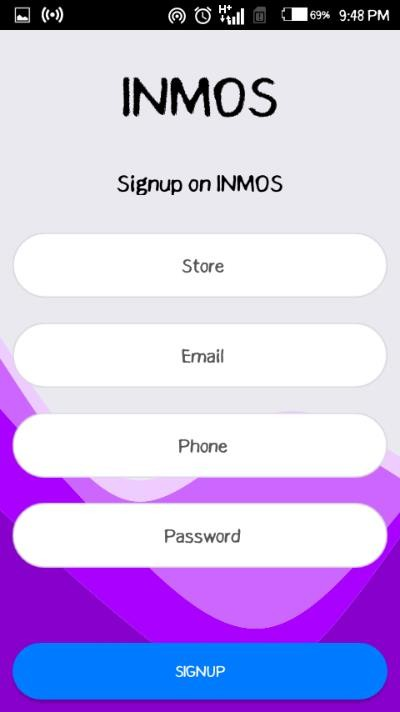 H+
69% 9:48 PM
INMOS
Signup on INMOS
Store
Email
Phone
Password
SIGNUP